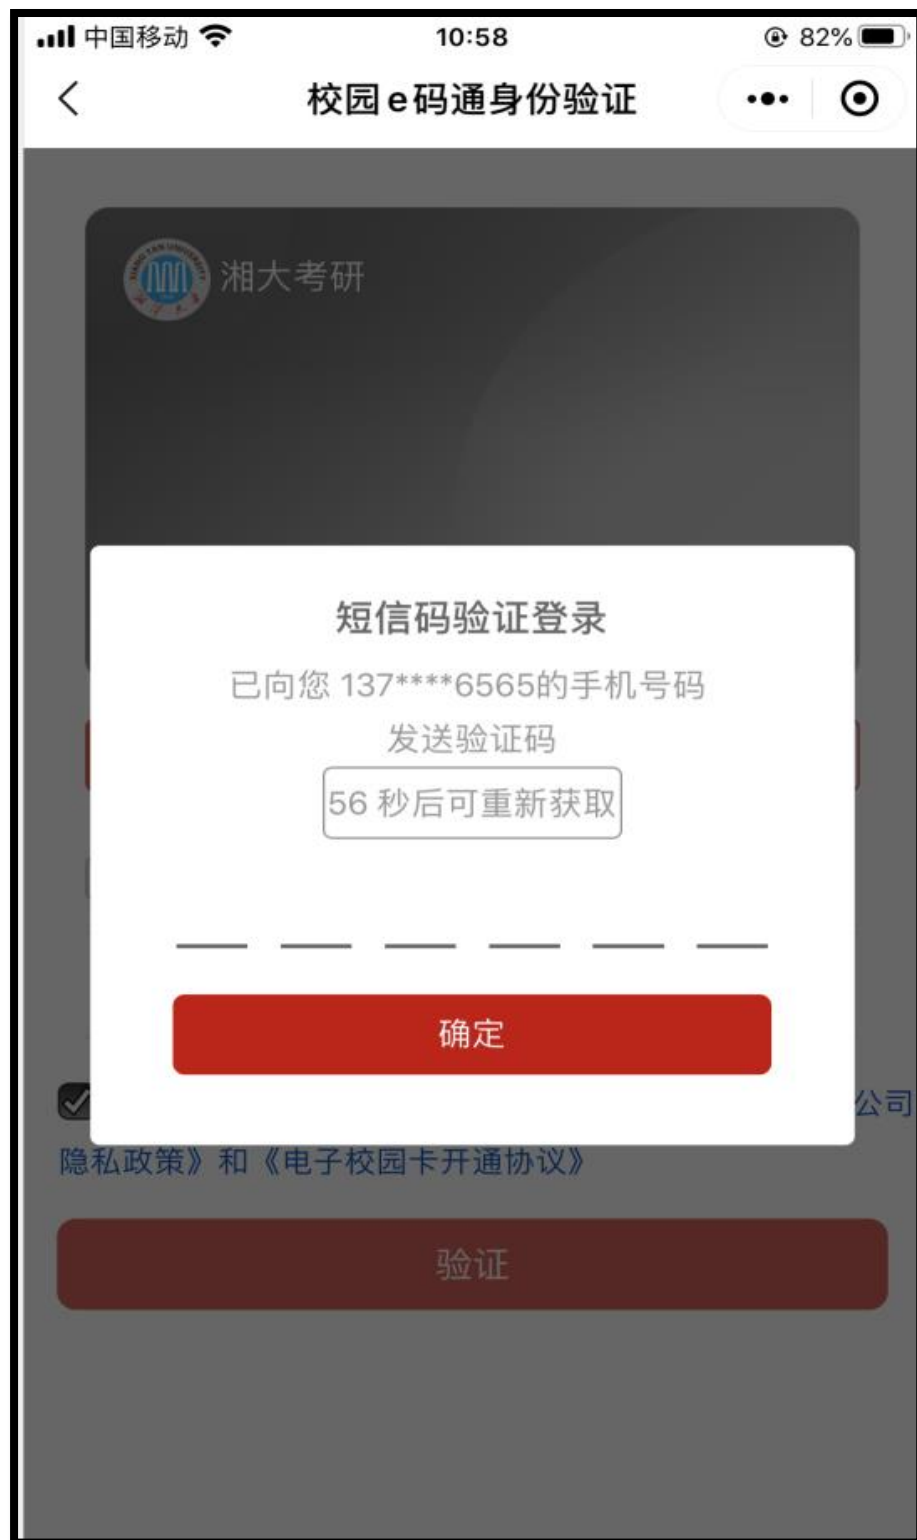 中国移动 10:58 82%
校园e码通身份验证
XIANG TAN UNIVERSITY
湘大考研
短信码验证登录
已向您 137****6565的手机号码
发送验证码
56 秒后可重新获取
确定
公司
隐私政策》和《电子校园卡开通协议》
验证